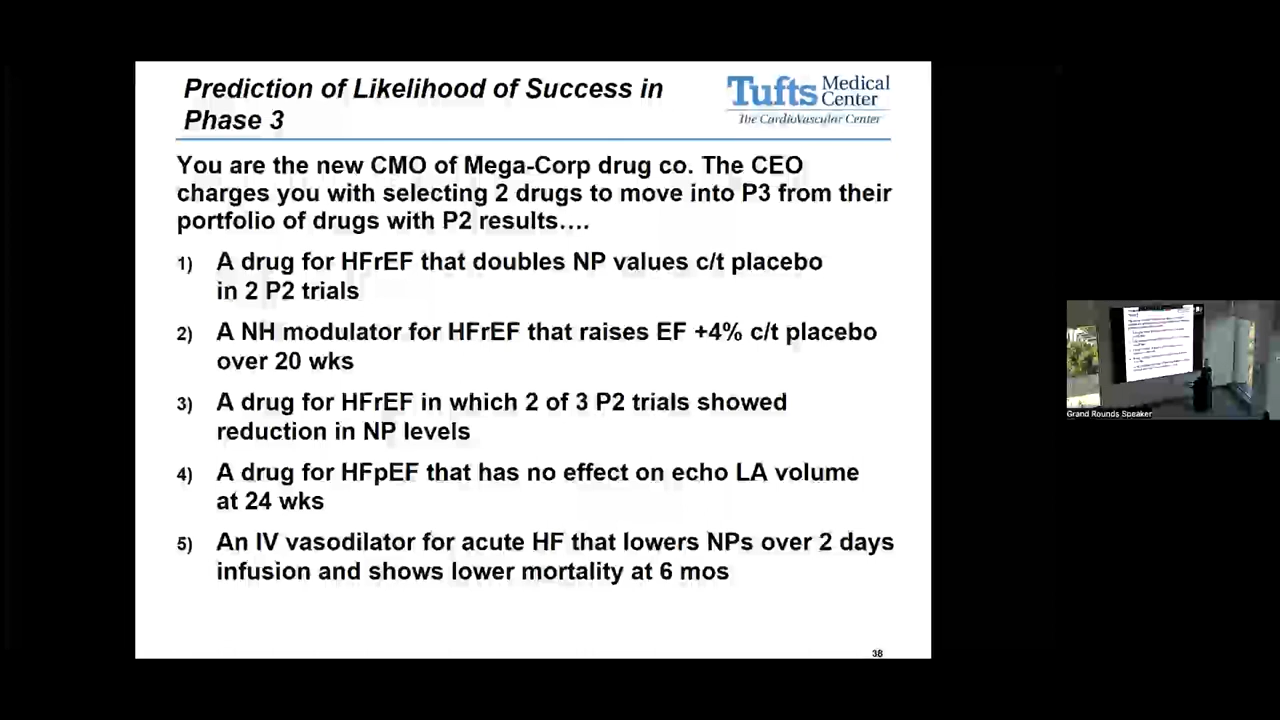 Prediction of Likelihood of Success in
Phase 3
Tufts Medical
Center
The CardioVascular Center
You are the new CMO of Mega-Corp drug co. The CEO
charges you with selecting 2 drugs to move into P3 from their
portfolio of drugs with P2 results….
1) A drug for HFrEF that doubles NP values c/t placebo
in 2 P2 trials
2) A NH modulator for HFrEF that raises EF +4% c/t placebo
over 20 wks
3) A drug for HFrEF in which 2 of 3 P2 trials showed
reduction in NP levels
4) A drug for HFpEF that has no effect on echo LA volume
at 24 wks
5) An IV vasodilator for acute HF that lowers NPs over 2 days
infusion and shows lower mortality at 6 mos
38
Grand Rounds Speaker